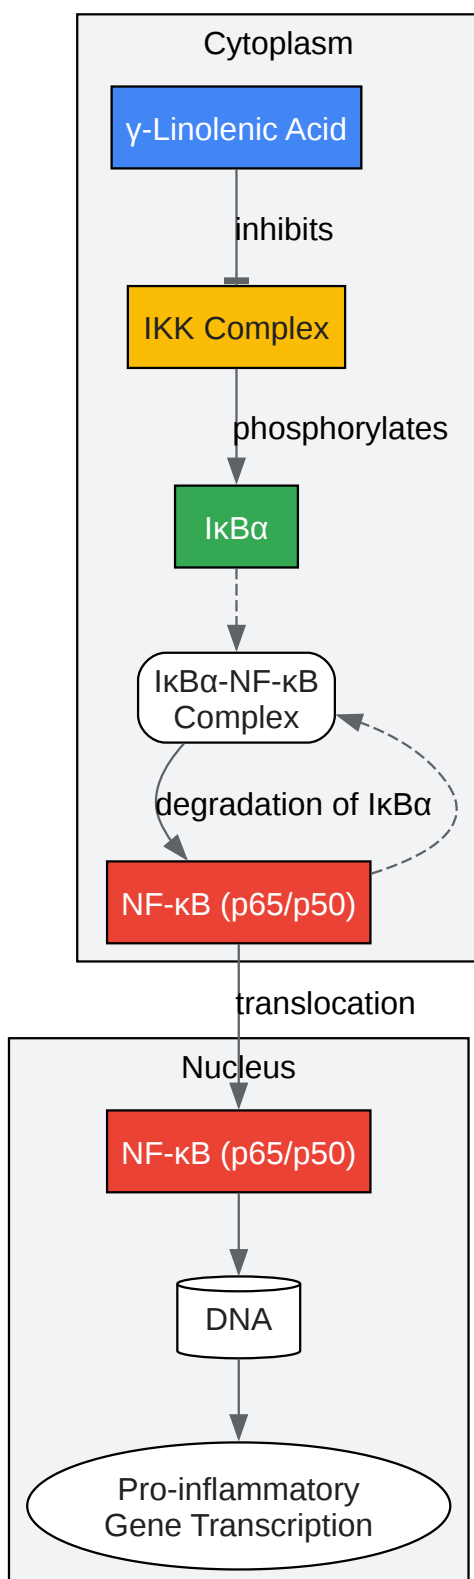 Cytoplasm
γ-Linolenic Acid
inhibits
IKK Complex
phosphorylates
IκBα
IκBα-NF-κB
Complex
degradation of IκBα
NF-κB (p65/p50)
translocation
Nucleus
NF-κB (p65/p50)
DNA
Pro-inflammatory
Gene Transcription